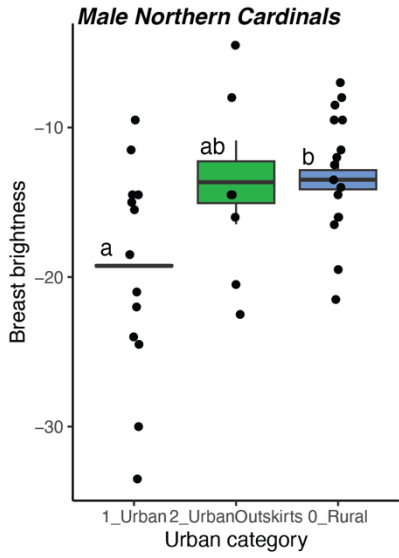 Male Northern Cardinals
ab
b
a
−10
−20
−30
Breast brightness
1_Urban 2_UrbanOutskirts 0_Rural
Urban category